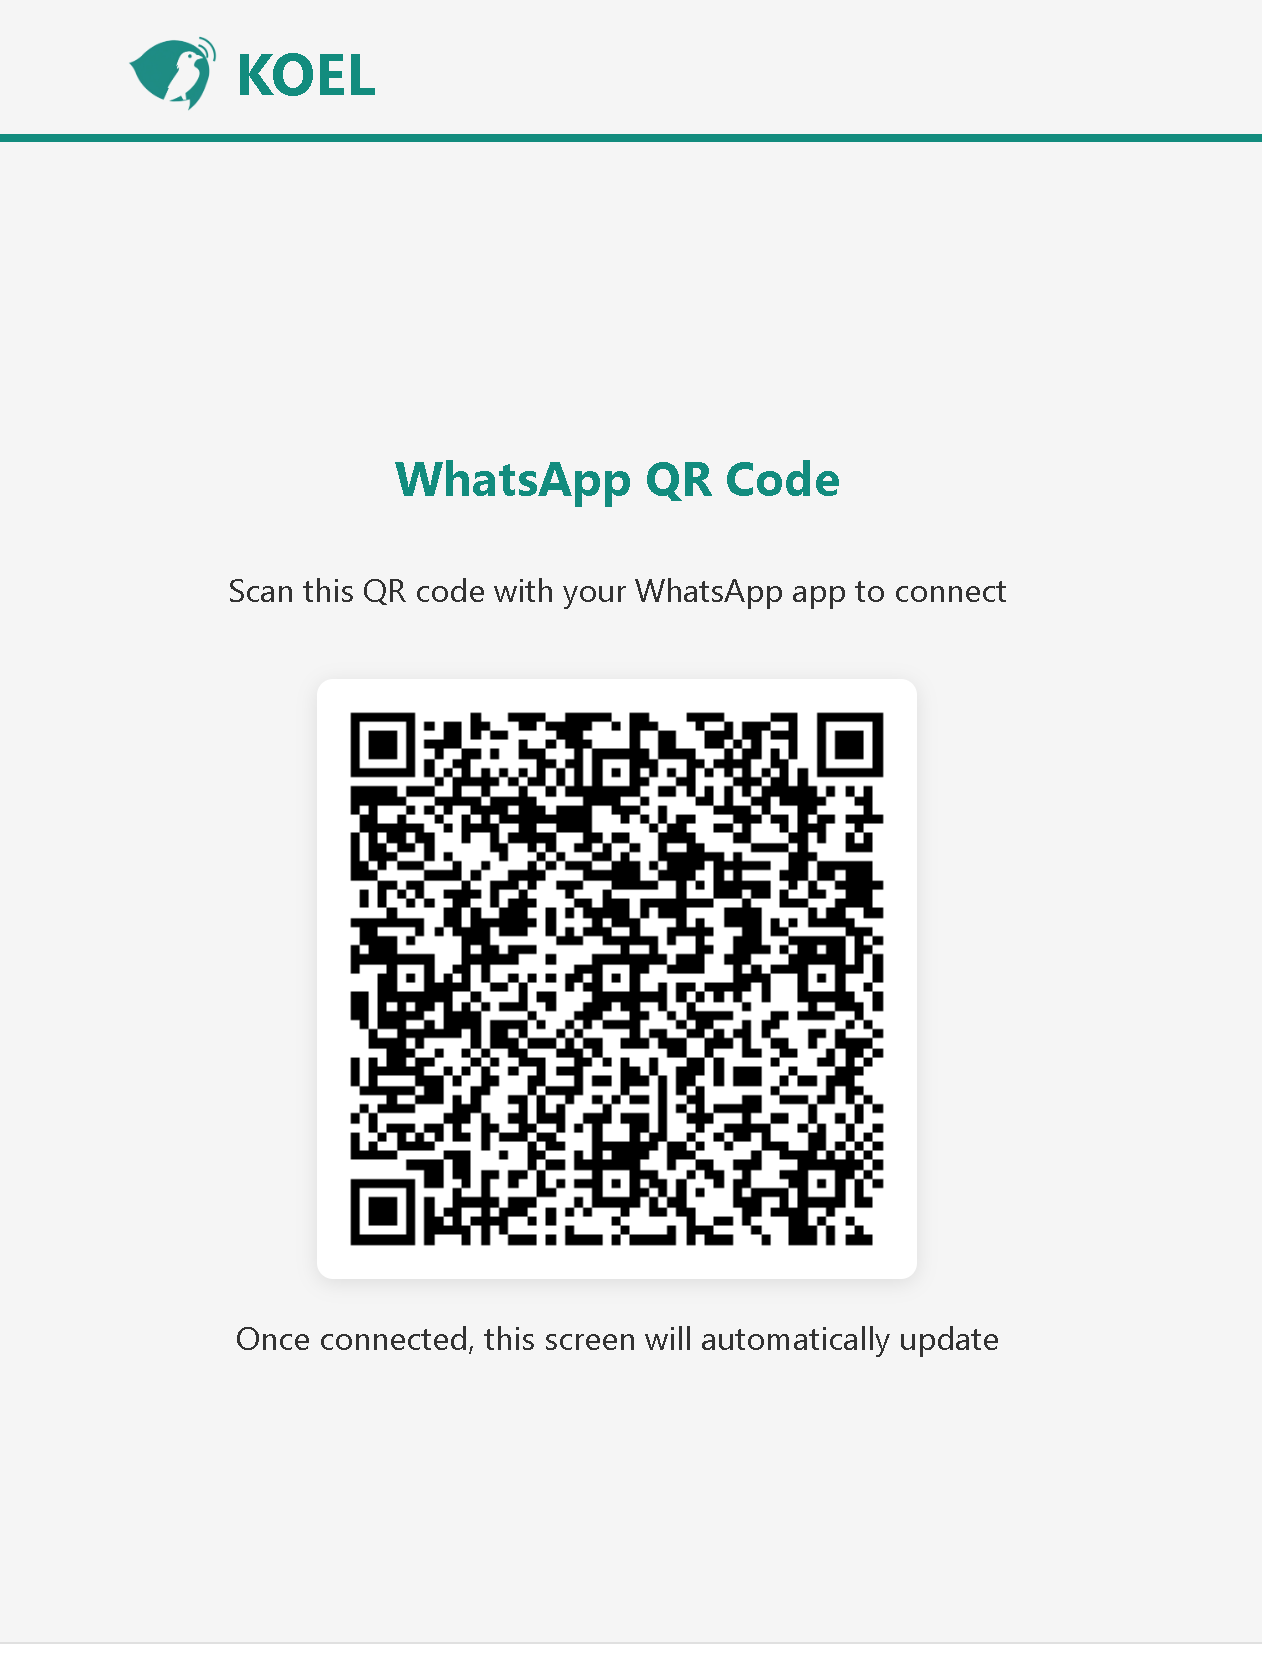 KOEL
WhatsApp QR Code
Scan this QR code with your WhatsApp app to connect
Once connected, this screen will automatically update